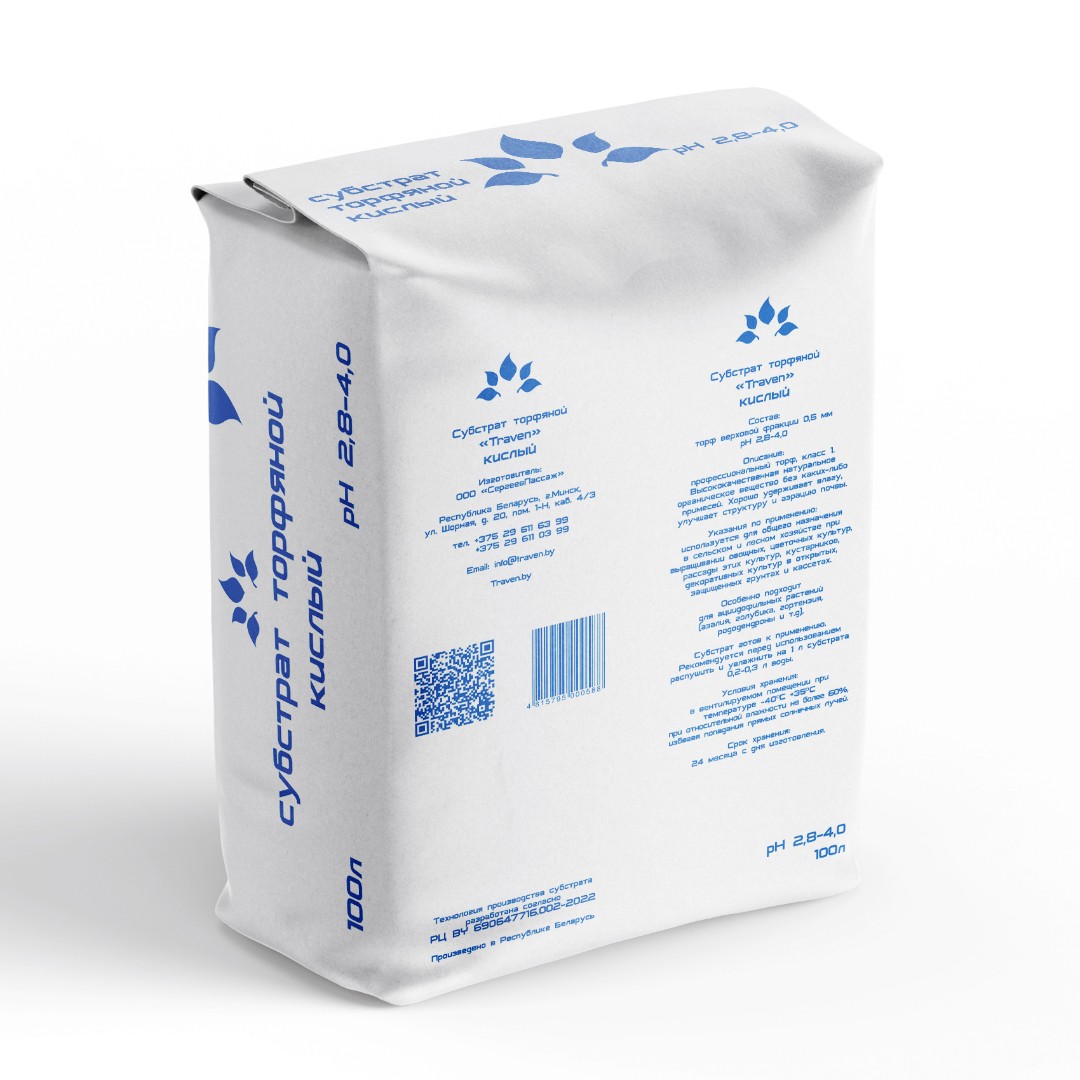 субстрат
торфяной
кислый
pH 2,8-4,0
субстрат торфяной
кислый
pH 2,8-4,0
100л
Субстрат торфяной
«Traven»
кислый
Изготовитель:
ООО «СергеевПассаж»
Республика Беларусь, г.Минск,
ул. Шорная, д. 20, пом. 1-Н, каб. 4/3
тел. +375 29 611 63 99
+375 29 611 03 99
Email: info@traven.by
Traven.by
4 815795 000588
Технология производства субстрата
разработана согласно
РЦ BY 690647716.002-2022
Произведено в Республике Беларусь
Субстрат торфяной
«Traven»
кислый
Состав:
торф верховой фракции 0,5 мм
pH 2,8-4,0
Описание:
профессиональный торф, класс 1.
Высококачественная натуральное
органическое вещество без каких-либо
примесей. Хорошо удерживает влагу,
улучшает структуру и аэрацию почвы.
Указания по применению:
используется для общего назначения
в сельском и лесном хозяйстве при
выращивании овощных, цветочных культур,
рассады этих культур, кустарников,
декоративных культур в открытых,
защищенных грунтах и кассетах.
Особенно подходит
для ацидофильных растений
(азалия, голубика, гортензия,
рододендроны и т.д).
Субстрат готов к применению.
Рекомендуется перед использованием
распушить и увлажнить на 1 л субстрата
0,2-0,3 л воды.
Условия хранения:
в вентилируемом помещении при
температуре -40°C +35°C
при относительной влажности не более 60%,
избегая попадания прямых солнечных лучей.
Срок хранения:
24 месяца с дня изготовления.
pH 2,8-4,0
100л